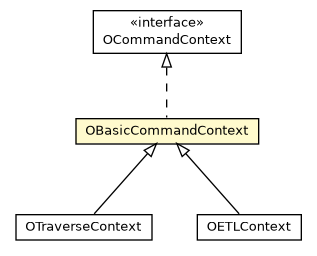 «interface»
OCommandContext
OBasicCommandContext
OTraverseContext
OETLContext